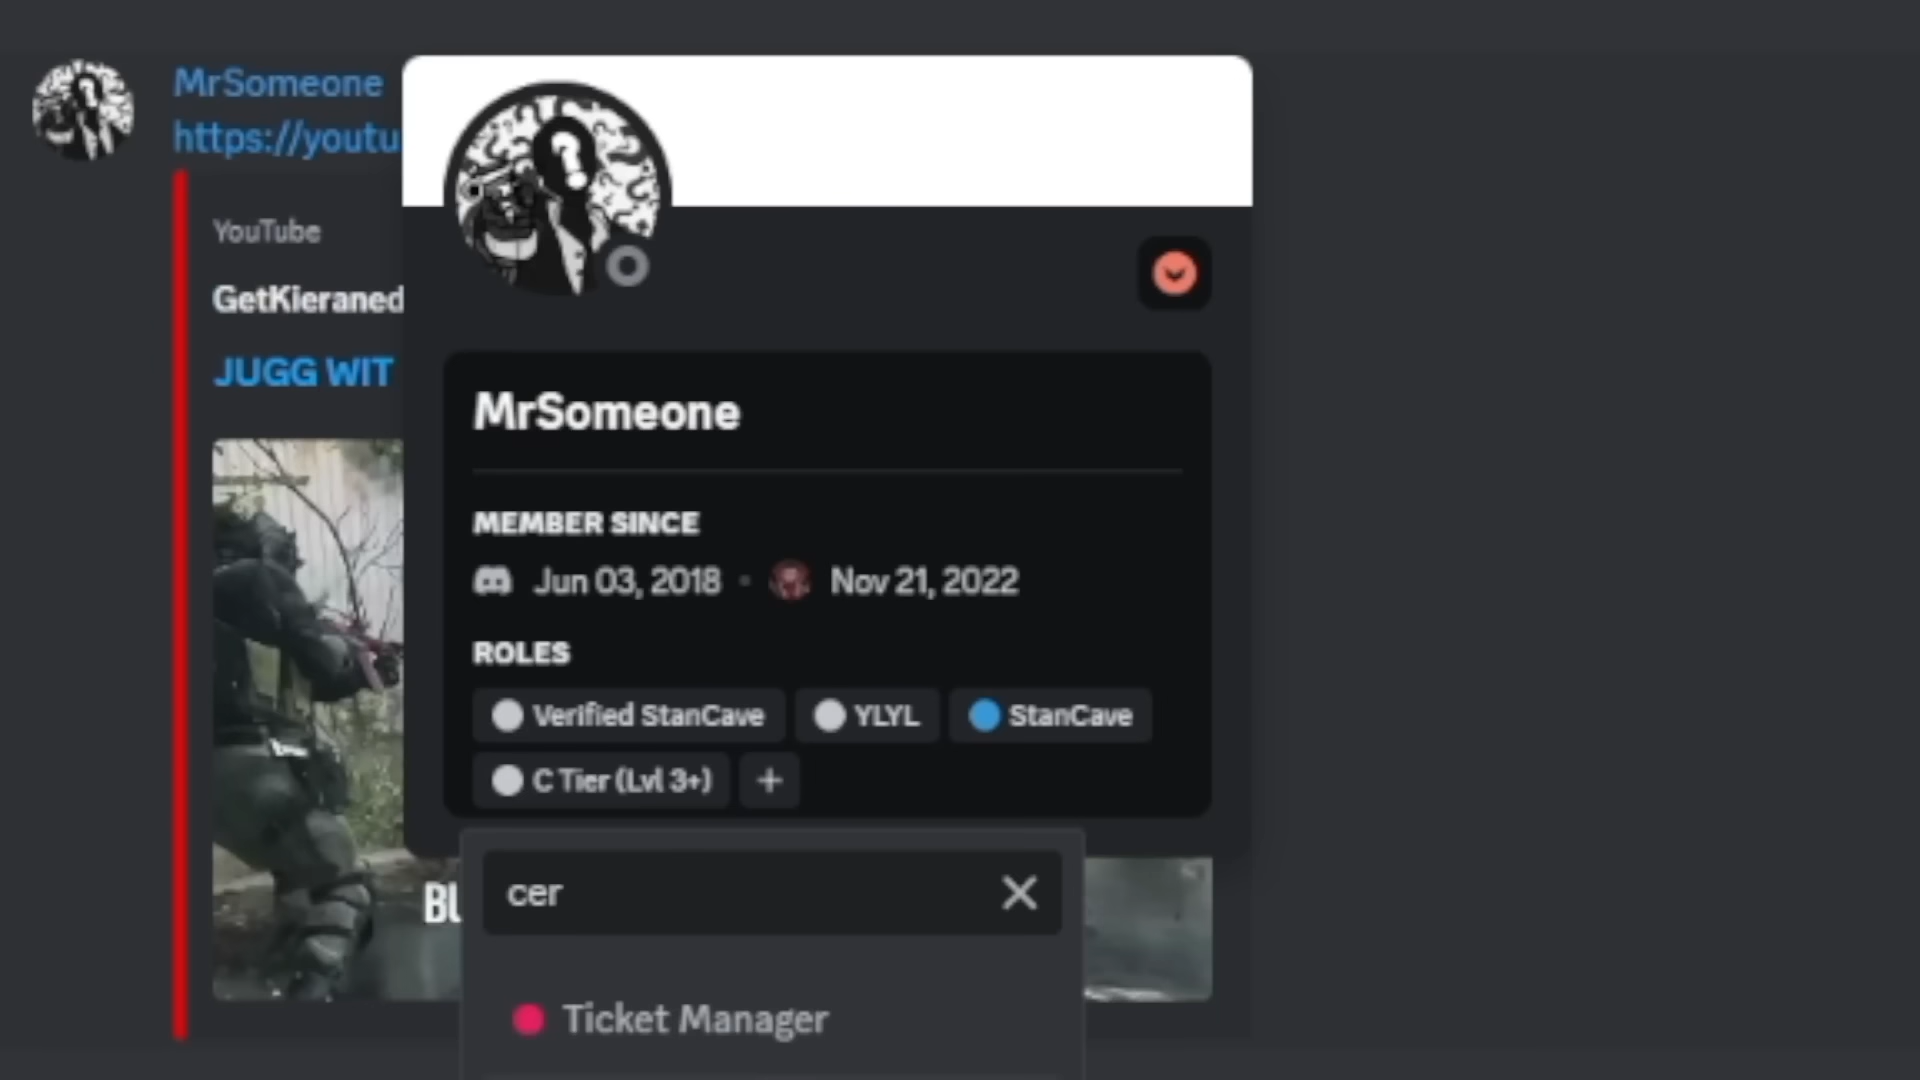 MrSomeone
https://youtu
YouTube
GetKieraned
JUGG WIT
BL
MrSomeone
MEMBER SINCE
Jun 03, 2018 • Nov 21, 2022
ROLES
Verified StanCave
YLYL
StanCave
C Tier (Lvl 3+)
+
cer
Ticket Manager